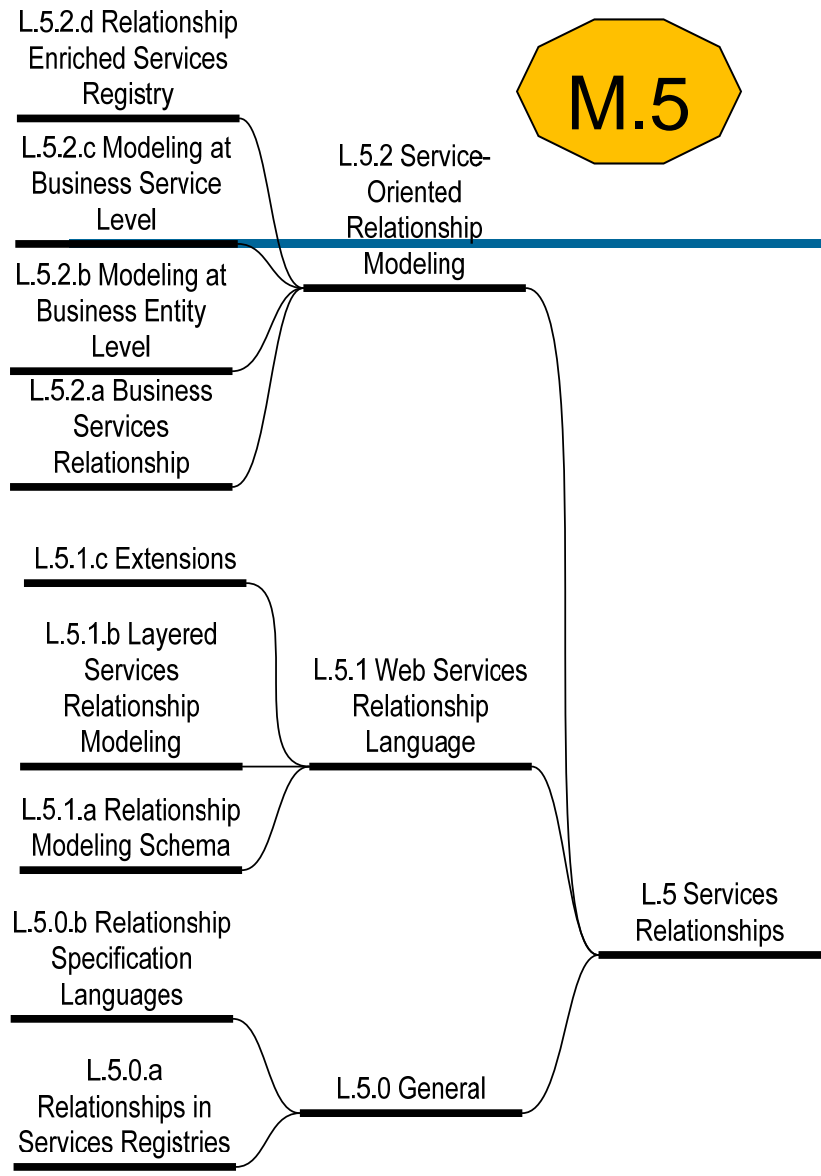 L.5.2.d Relationship
Enriched Services
Registry
M.5
L.5.2.c Modeling at
Business Service
Level
L.5.2 Service-
Oriented
Relationship
Modeling
L.5.2.b Modeling at
Business Entity
Level
L.5.2.a Business
Services
Relationship
L.5.1.c Extensions
L.5.1.b Layered
Services
Relationship
Modeling
L.5.1 Web Services
Relationship
Language
L.5.1.a Relationship
Modeling Schema
L.5 Services
Relationships
L.5.0.b Relationship
Specification
Languages
L.5.0.a
Relationships in
Services Registries
L.5.0 General